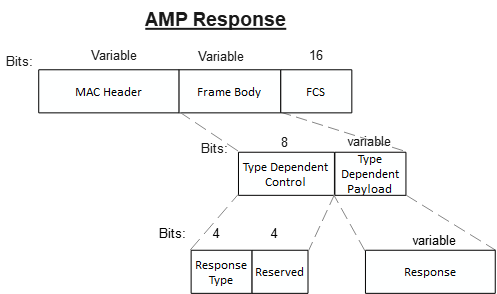 AMP Response
Bits: Variable Variable 16
MAC Header Frame Body FCS
Bits: 8 variable
Type Dependent Control Type Dependent Payload
Bits: 4 4 variable
Response Type Reserved Response